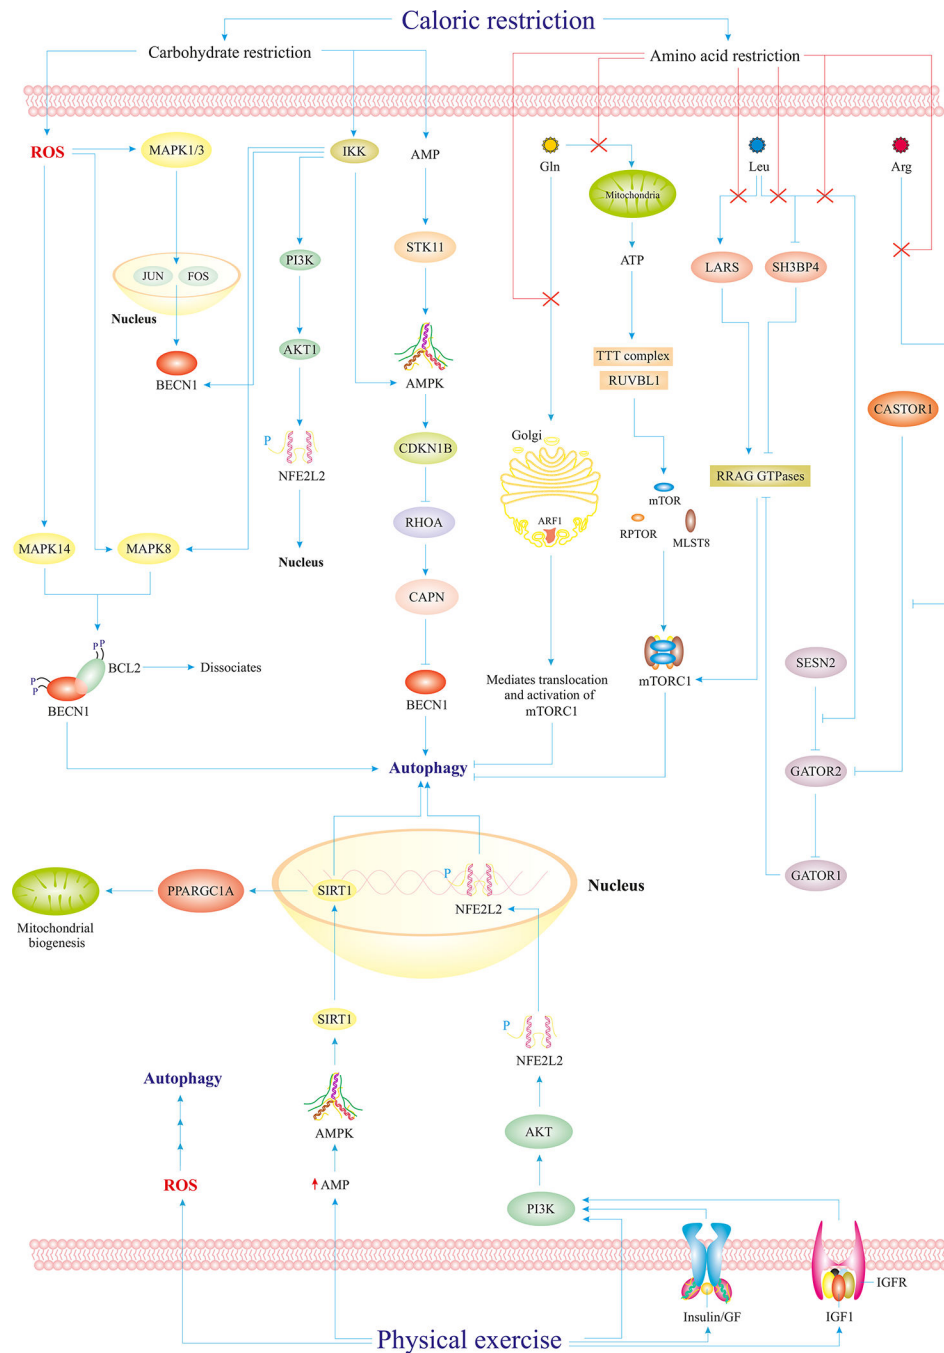 Caloric restriction
Carbohydrate restriction
Amino acid restriction
ROS
MAPK1/3
IKK
AMP
Gln
Mitochondria
Leu
Arg
JUN
FOS
Nucleus
BECN1
PI3K
AKT1
P
NFE2L2
Nucleus
STK11
AMPK
CDKN1B
RHOA
CAPN
BECN1
ATP
TTT complex
RUVBL1
LARS
SH3BP4
CASTOR1
Golgi
ARF1
mTOR
RPTOR
MLST8
RRAG GTPases
MAPK14
MAPK8
P
P
BCL2
Dissociates
P
P
BECN1
Mediates translocation
and activation of
mTORC1
mTORC1
SESN2
GATOR2
GATOR1
Autophagy
Mitochondrial
biogenesis
PPARGC1A
SIRT1
P
NFE2L2
Nucleus
SIRT1
AMPK
AMP
P
NFE2L2
AKT
PI3K
Autophagy
ROS
Insulin/GF
IGFR
IGF1
Physical exercise